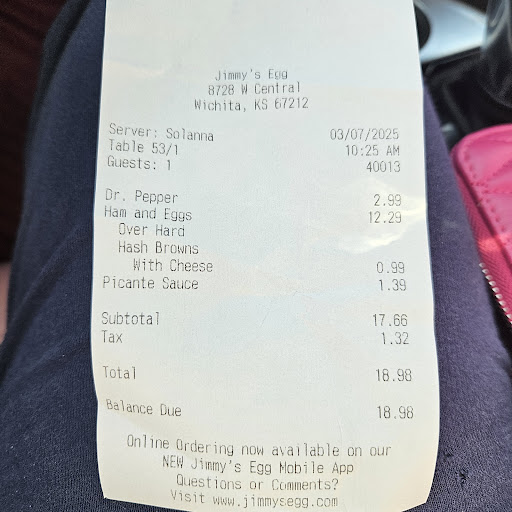 Jimmy's Egg
8728 W Central
Wichita, KS 67212
Server: Solanna 03/07/2025
Table 53/1 10:25 AM
Guests: 1 40013
Dr. Pepper 2.99
Ham and Eggs 12.29
Over Hard
Hash Browns
With Cheese 0.99
Picante Sauce 1.39
Subtotal 17.66
Tax 1.32
Total 18.98
Balance Due 18.98
Online Ordering now available on our
NEW Jimmy's Egg Mobile App
Questions or Comments?
Visit www.jimmysegg.com